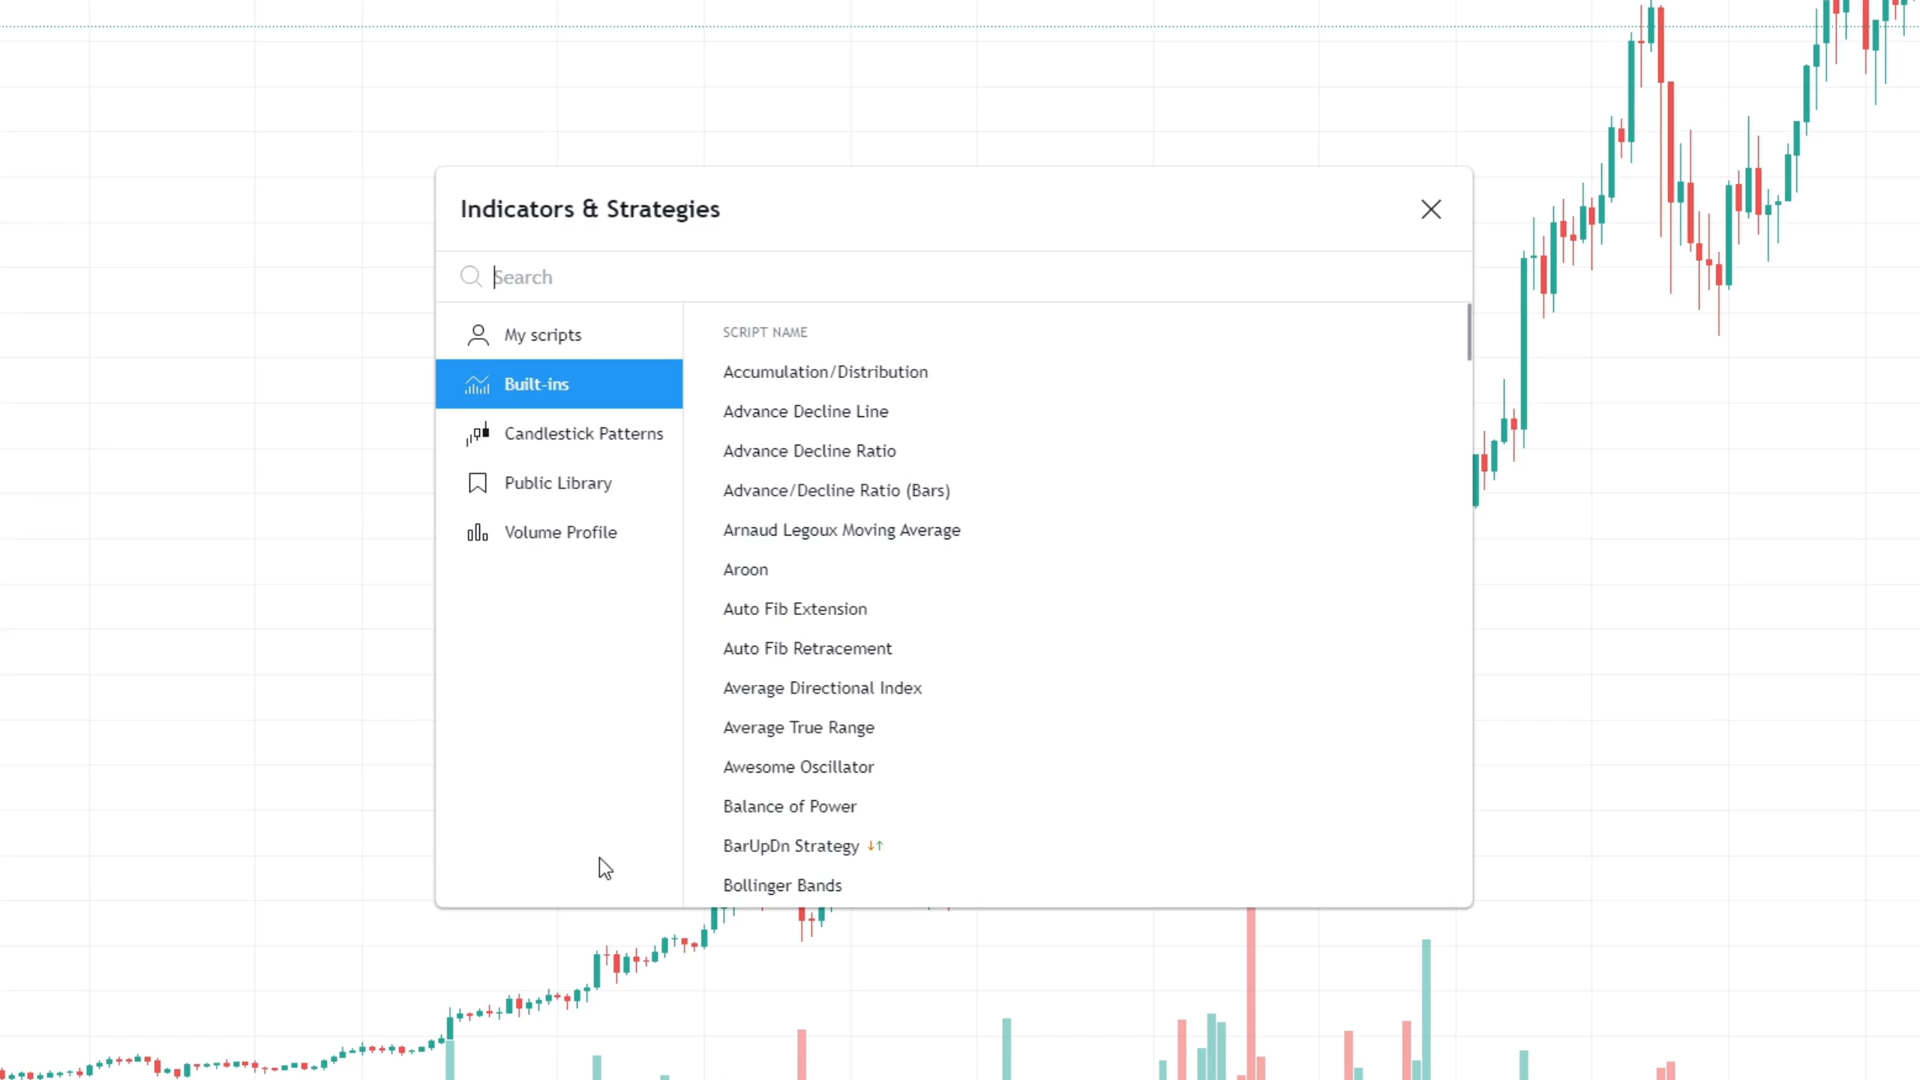 Indicators & Strategies
Search
My scripts
Built-ins
Candlestick Patterns
Public Library
Volume Profile
SCRIPT NAME
Accumulation/Distribution
Advance Decline Line
Advance Decline Ratio
Advance/Decline Ratio (Bars)
Arnaud Legoux Moving Average
Aroon
Auto Fib Extension
Auto Fib Retracement
Average Directional Index
Average True Range
Awesome Oscillator
Balance of Power
BarUpDn Strategy
Bollinger Bands